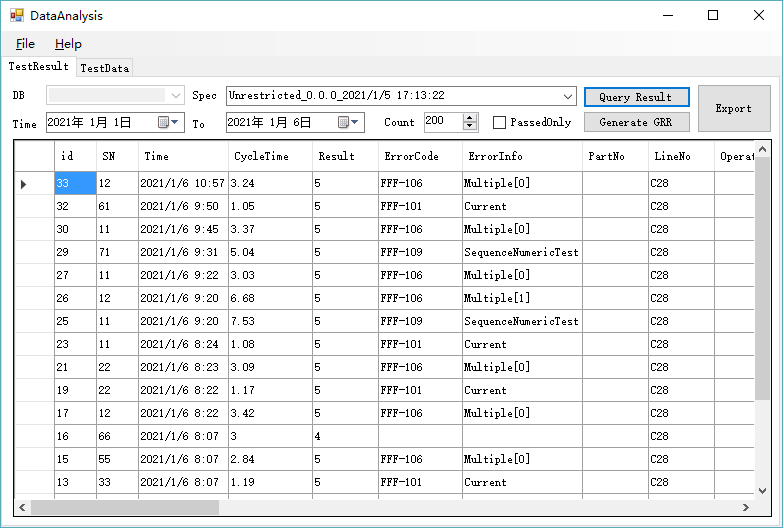 DataAnalysis
File Help
TestResult TestData
DB Spec Unrestricted_0.0.0_2021/1/5 17:13:22 Query Result Export
Time 2021年 1月 1日 To 2021年 1月 6日 Count 200 PassedOnly Generate GRR
id SN Time CycleTime Result ErrorCode ErrorInfo PartNo LineNo Operat
33 12 2021/1/6 10:57 3.24 5 FFF-106 Multiple[0] C28
32 61 2021/1/6 9:50 1.05 5 FFF-101 Current C28
30 11 2021/1/6 9:45 3.37 5 FFF-106 Multiple[0] C28
29 71 2021/1/6 9:31 5.04 5 FFF-109 SequenceNumericTest C28
27 11 2021/1/6 9:22 3.03 5 FFF-106 Multiple[0] C28
26 12 2021/1/6 9:20 6.68 5 FFF-106 Multiple[1] C28
25 11 2021/1/6 9:20 7.53 5 FFF-109 SequenceNumericTest C28
23 11 2021/1/6 8:24 1.08 5 FFF-101 Current C28
21 22 2021/1/6 8:23 3.09 5 FFF-106 Multiple[0] C28
19 22 2021/1/6 8:22 1.17 5 FFF-101 Current C28
17 12 2021/1/6 8:22 3.42 5 FFF-106 Multiple[0] C28
16 66 2021/1/6 8:07 3 4 C28
15 55 2021/1/6 8:07 2.84 5 FFF-106 Multiple[0] C28
13 33 2021/1/6 8:07 1.19 5 FFF-101 Current C28